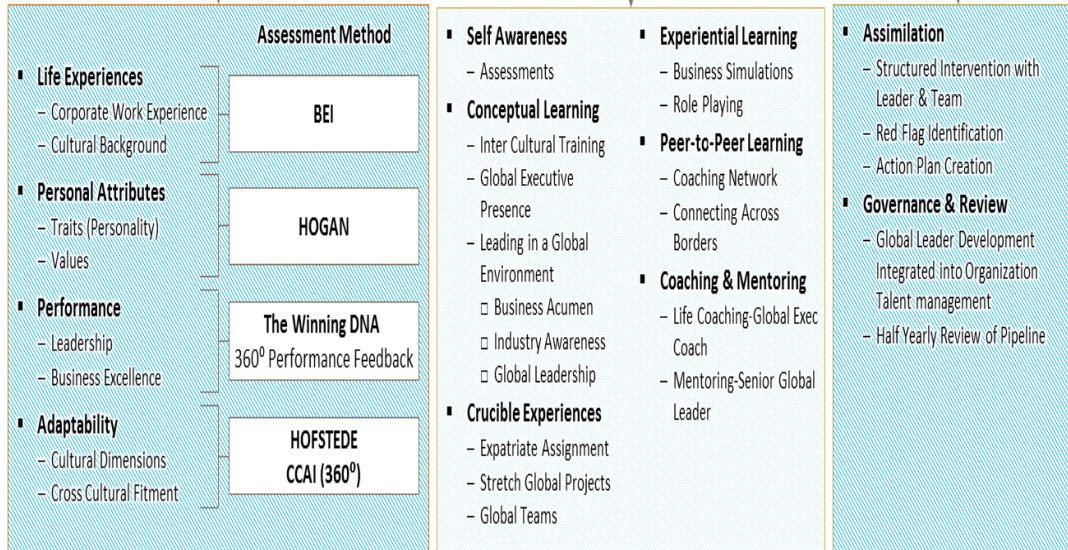 Assessment Method
▪ Life Experiences
– Corporate Work Experience
– Cultural Background
BEI
▪ Personal Attributes
– Traits (Personality)
– Values
HOGAN
▪ Performance
– Leadership
– Business Excellence
The Winning DNA
360⁰ Performance Feedback
▪ Adaptability
– Cultural Dimensions
– Cross Cultural Fitment
HOFSTEDE
CCAI (360⁰)
▪ Self Awareness
– Assessments
▪ Conceptual Learning
– Inter Cultural Training
– Global Executive
Presence
– Leading in a Global
Environment
□ Business Acumen
□ Industry Awareness
□ Global Leadership
▪ Crucible Experiences
– Expatriate Assignment
– Stretch Global Projects
– Global Teams
▪ Experiential Learning
– Business Simulations
– Role Playing
▪ Peer-to-Peer Learning
– Coaching Network
– Connecting Across
Borders
▪ Coaching & Mentoring
– Life Coaching-Global Exec
Coach
– Mentoring-Senior Global
Leader
▪ Assimilation
– Structured Intervention with
Leader & Team
– Red Flag Identification
– Action Plan Creation
▪ Governance & Review
– Global Leader Development
Integrated into Organization
Talent management
– Half Yearly Review of Pipeline